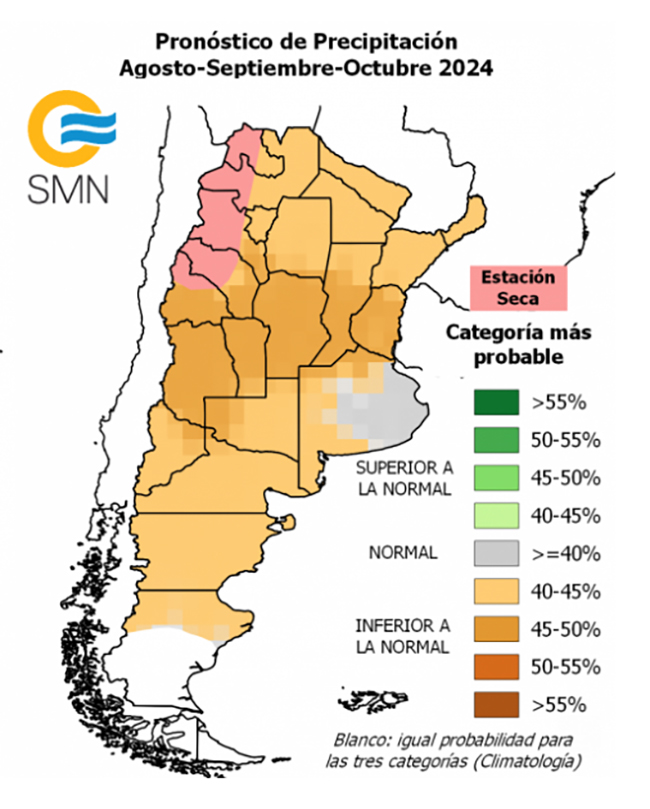 Pronóstico de Precipitación
Agosto-Septiembre-Octubre 2024
SMN
Estación
Seca
Categoría más
probable
>55%
50-55%
SUPERIOR A
LA NORMAL
45-50%
40-45%
NORMAL
>=40%
40-45%
INFERIOR A
LA NORMAL
45-50%
50-55%
>55%
Blanco: igual probabilidad para
las tres categorías (Climatología)